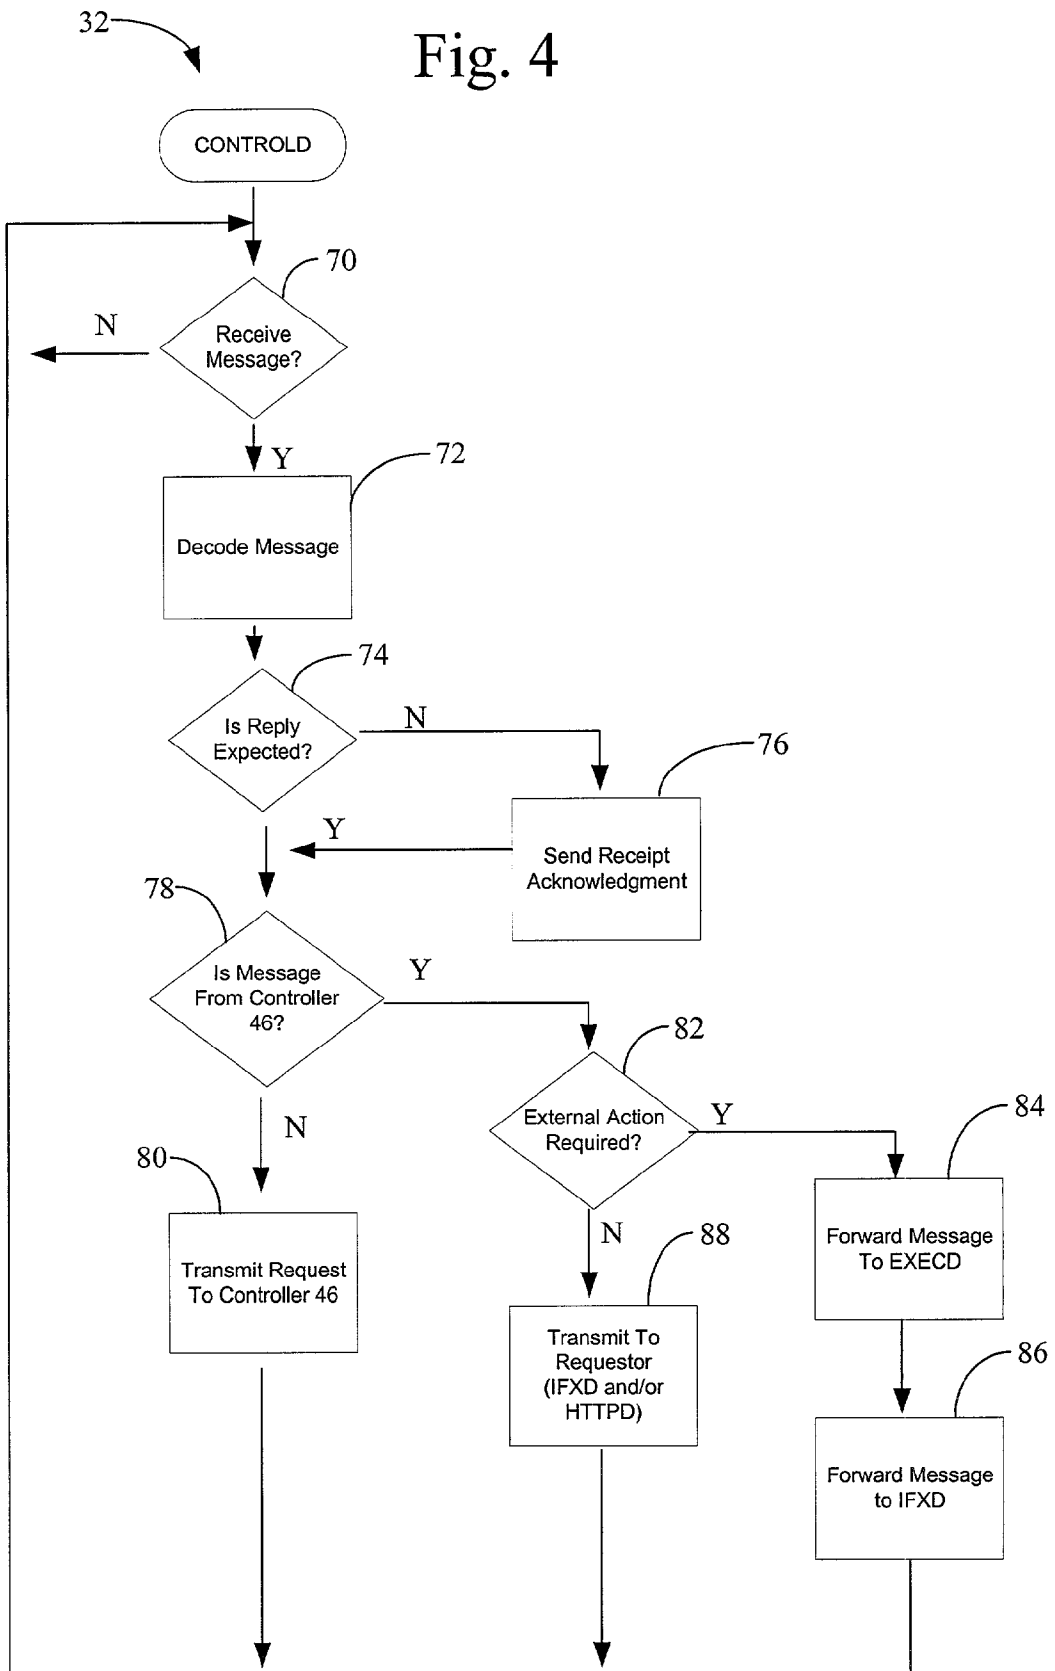 32
Fig. 4
CONTROLD
70
N
Receive
Message?
Y
72
Decode Message
74
Is Reply
Expected?
N
76
Y
Send Receipt
Acknowledgment
78
Is Message
From Controller
46?
Y
82
External Action
Required?
Y
84
N
80
Transmit Request
To Controller 46
N
88
Forward Message
To EXECD
Transmit To
Requestor
(IFXD and/or
HTTPD)
86
Forward Message
to IFXD